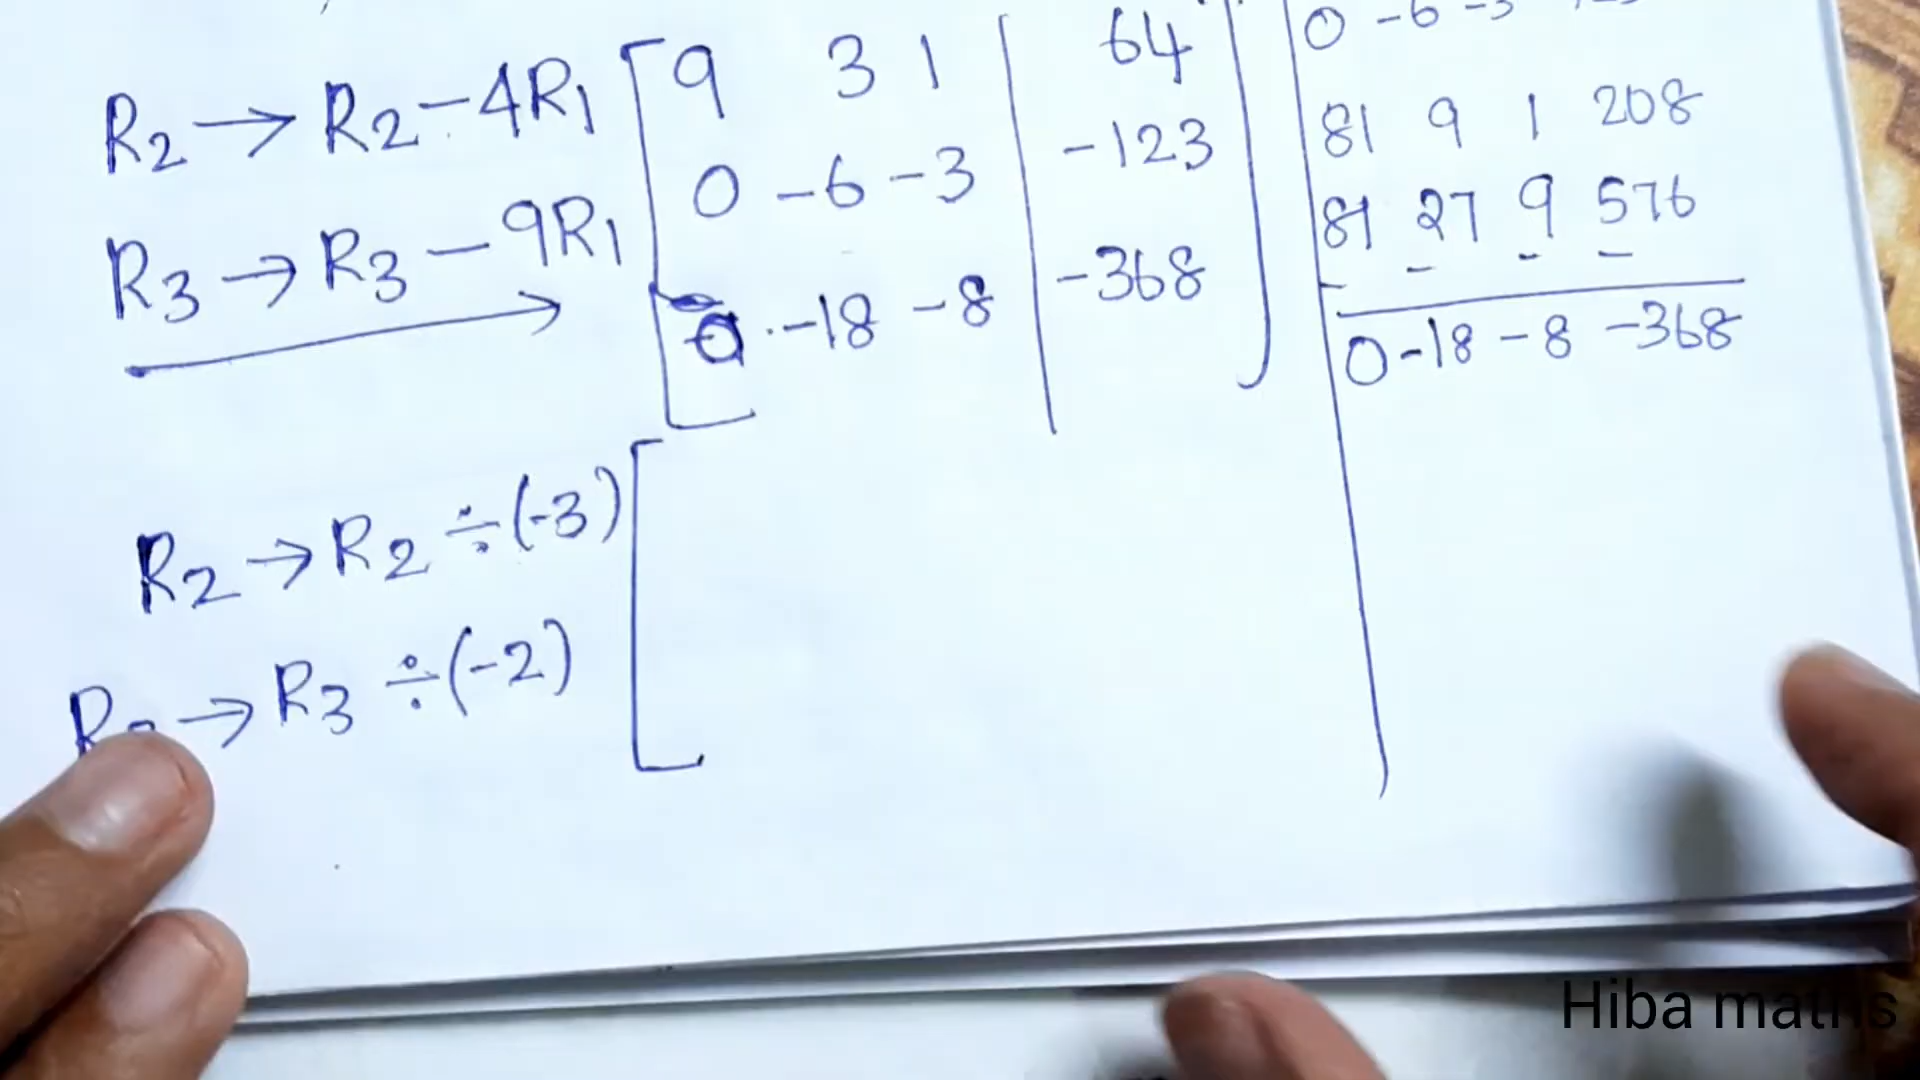 R2 → R2 - 4R1 [ 9 3 1 | 64 ]
R3 → R3 - 9R1 0 -6 -3 | -123
0 -18 -8 | -368
0 -6 -3
81 9 1 208
81 27 9 576
- - - -
0 -18 -8 -368
R2 → R2 ÷ (-3) [
→ R3 ÷ (-2)
Hiba maths